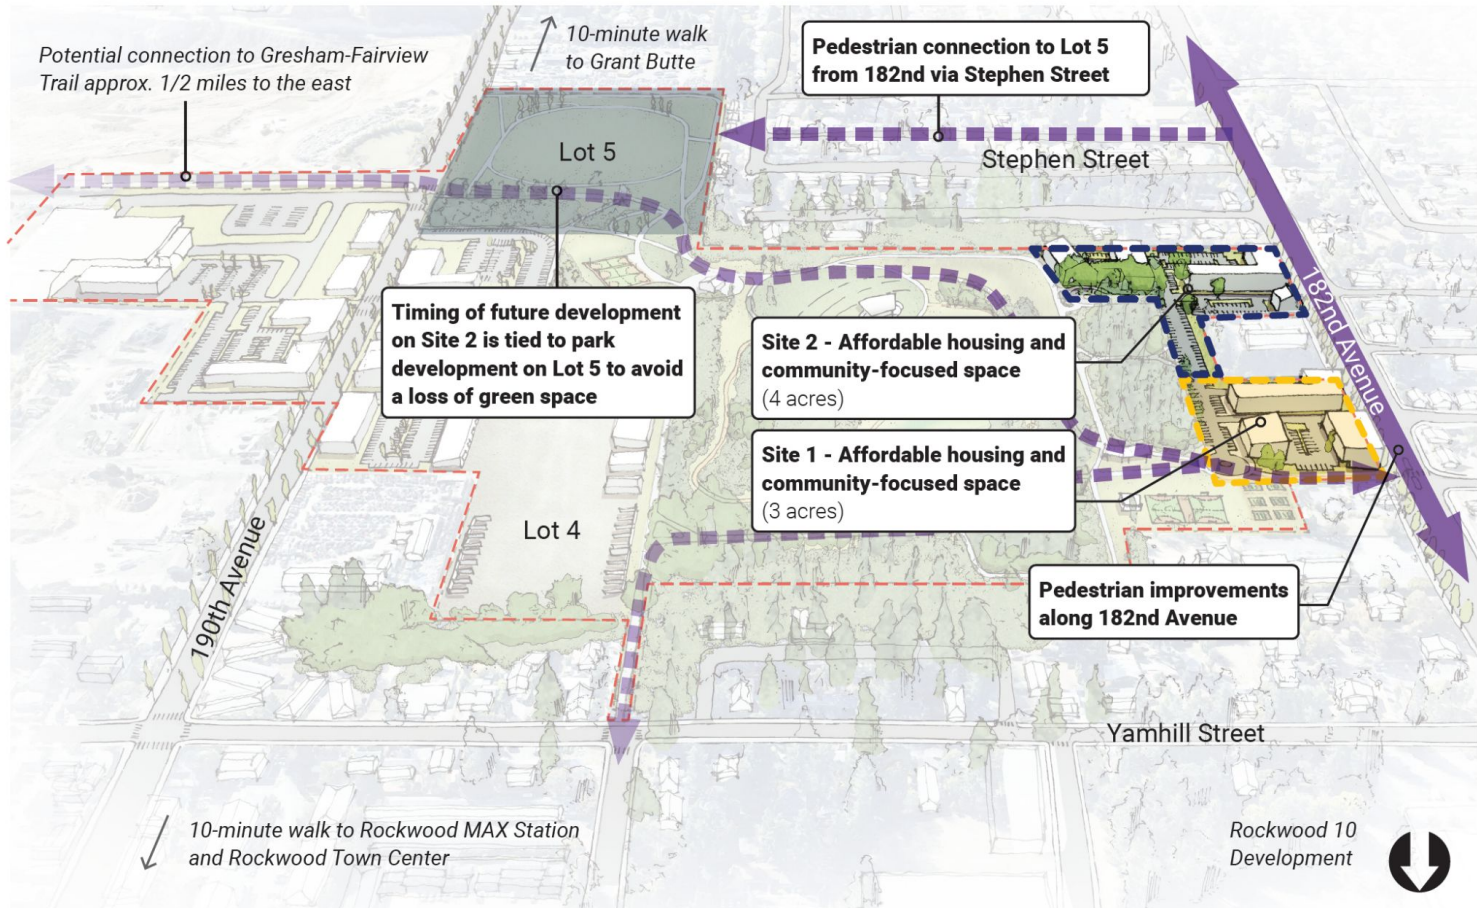 Potential connection to Gresham-Fairview
Trail approx. 1/2 miles to the east
10-minute walk
to Grant Butte
Pedestrian connection to Lot 5
from 182nd via Stephen Street
Lot 5
Stephen Street
Timing of future development
on Site 2 is tied to park
development on Lot 5 to avoid
a loss of green space
Site 2 - Affordable housing and
community-focused space
(4 acres)
182nd Avenue
Site 1 - Affordable housing and
community-focused space
(3 acres)
Lot 4
190th Avenue
Pedestrian improvements
along 182nd Avenue
Yamhill Street
10-minute walk to Rockwood MAX Station
and Rockwood Town Center
Rockwood 10
Development